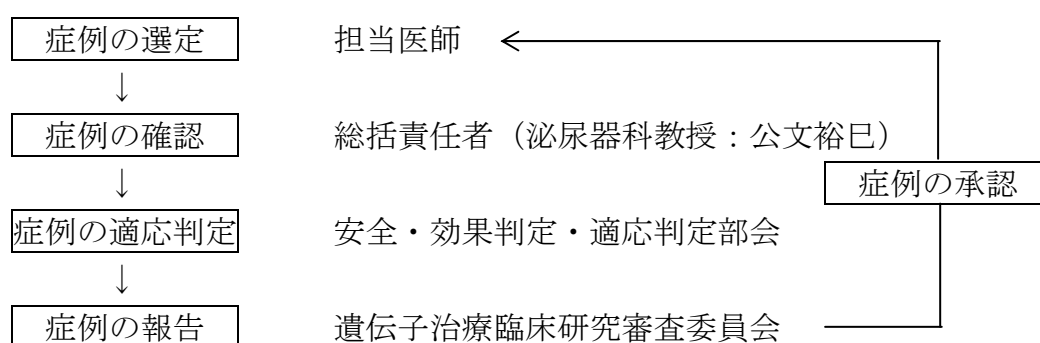 症例の選定 担当医師
↓
症例の確認 総括責任者（泌尿器科教授：公文裕巳）
↓
症例の承認
症例の適応判定 安全・効果判定・適応判定部会
↓
症例の報告 遺伝子治療臨床研究審査委員会